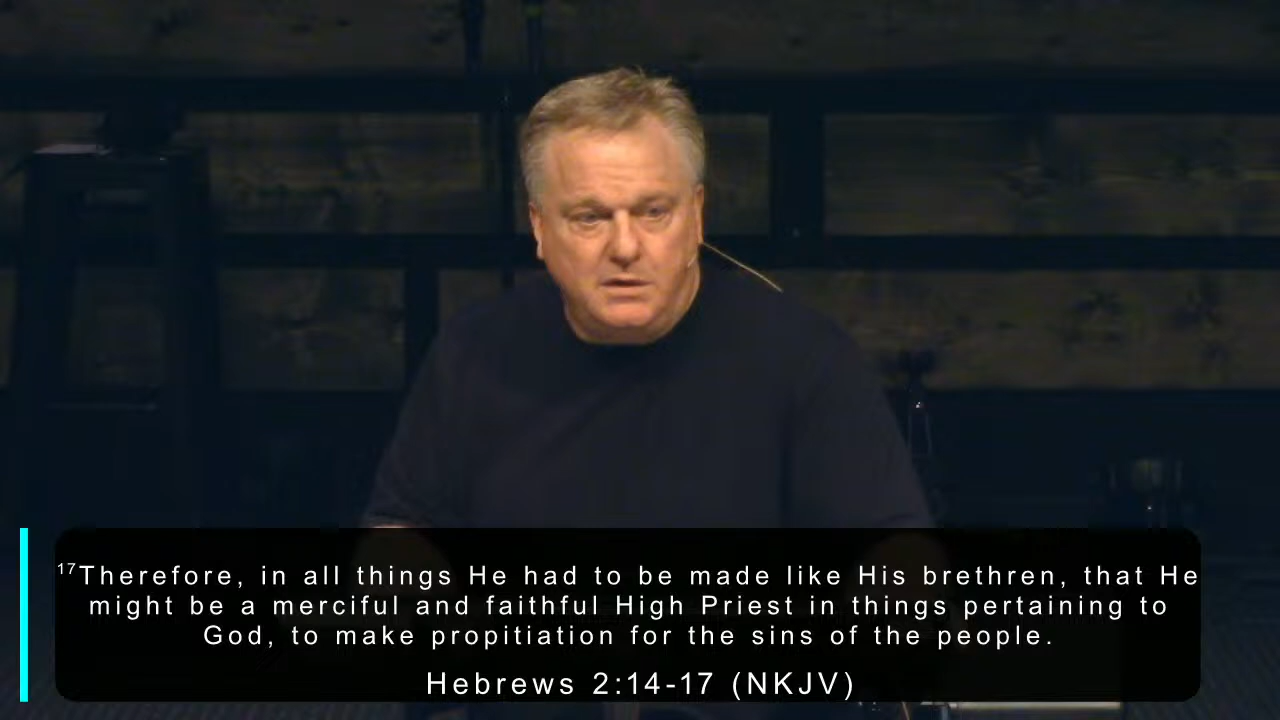 17Therefore, in all things He had to be made like His brethren, that He
might be a merciful and faithful High Priest in things pertaining to
God, to make propitiation for the sins of the people.
Hebrews 2:14-17 (NKJV)